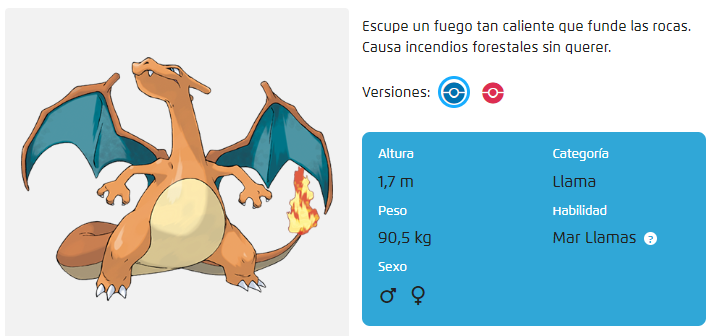 Escupe un fuego tan caliente que funde las rocas.
Causa incendios forestales sin querer.
Versiones:
Altura
1,7 m
Peso
90,5 kg
Sexo
Categoría
Llama
Habilidad
Mar Llamas ?